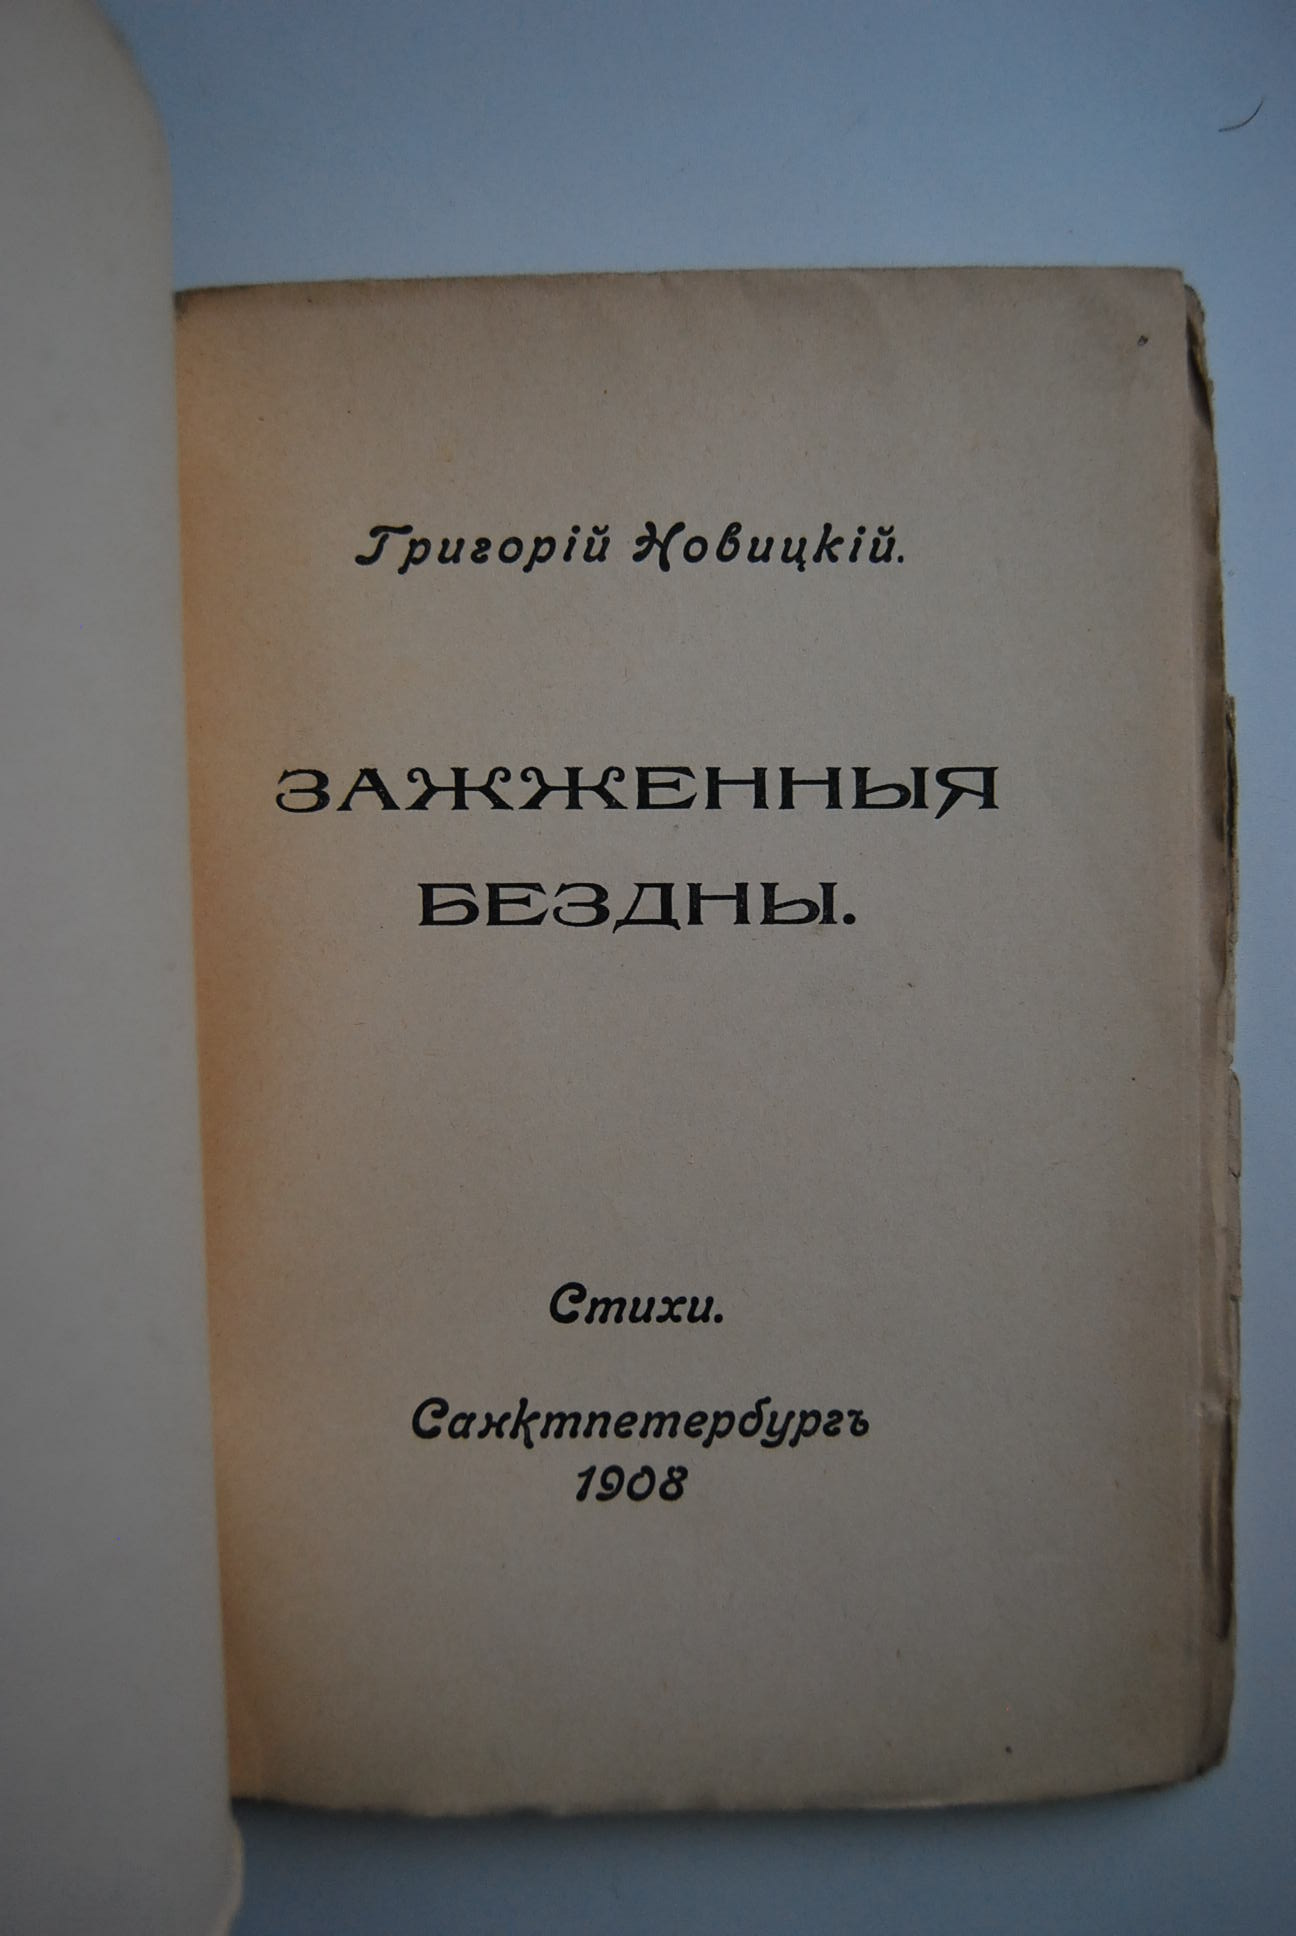 Григорій Новицкій.
ЗАЖЖЕННЫЯ
БЕЗДНЫ.
Стихи.
Санктпетербургъ
1908